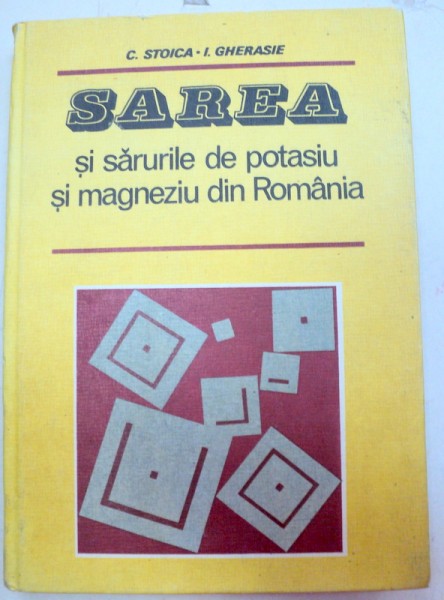 C. STOICA • I. GHERASIE
SAREA
și sărurile de potasiu
și magneziu din România